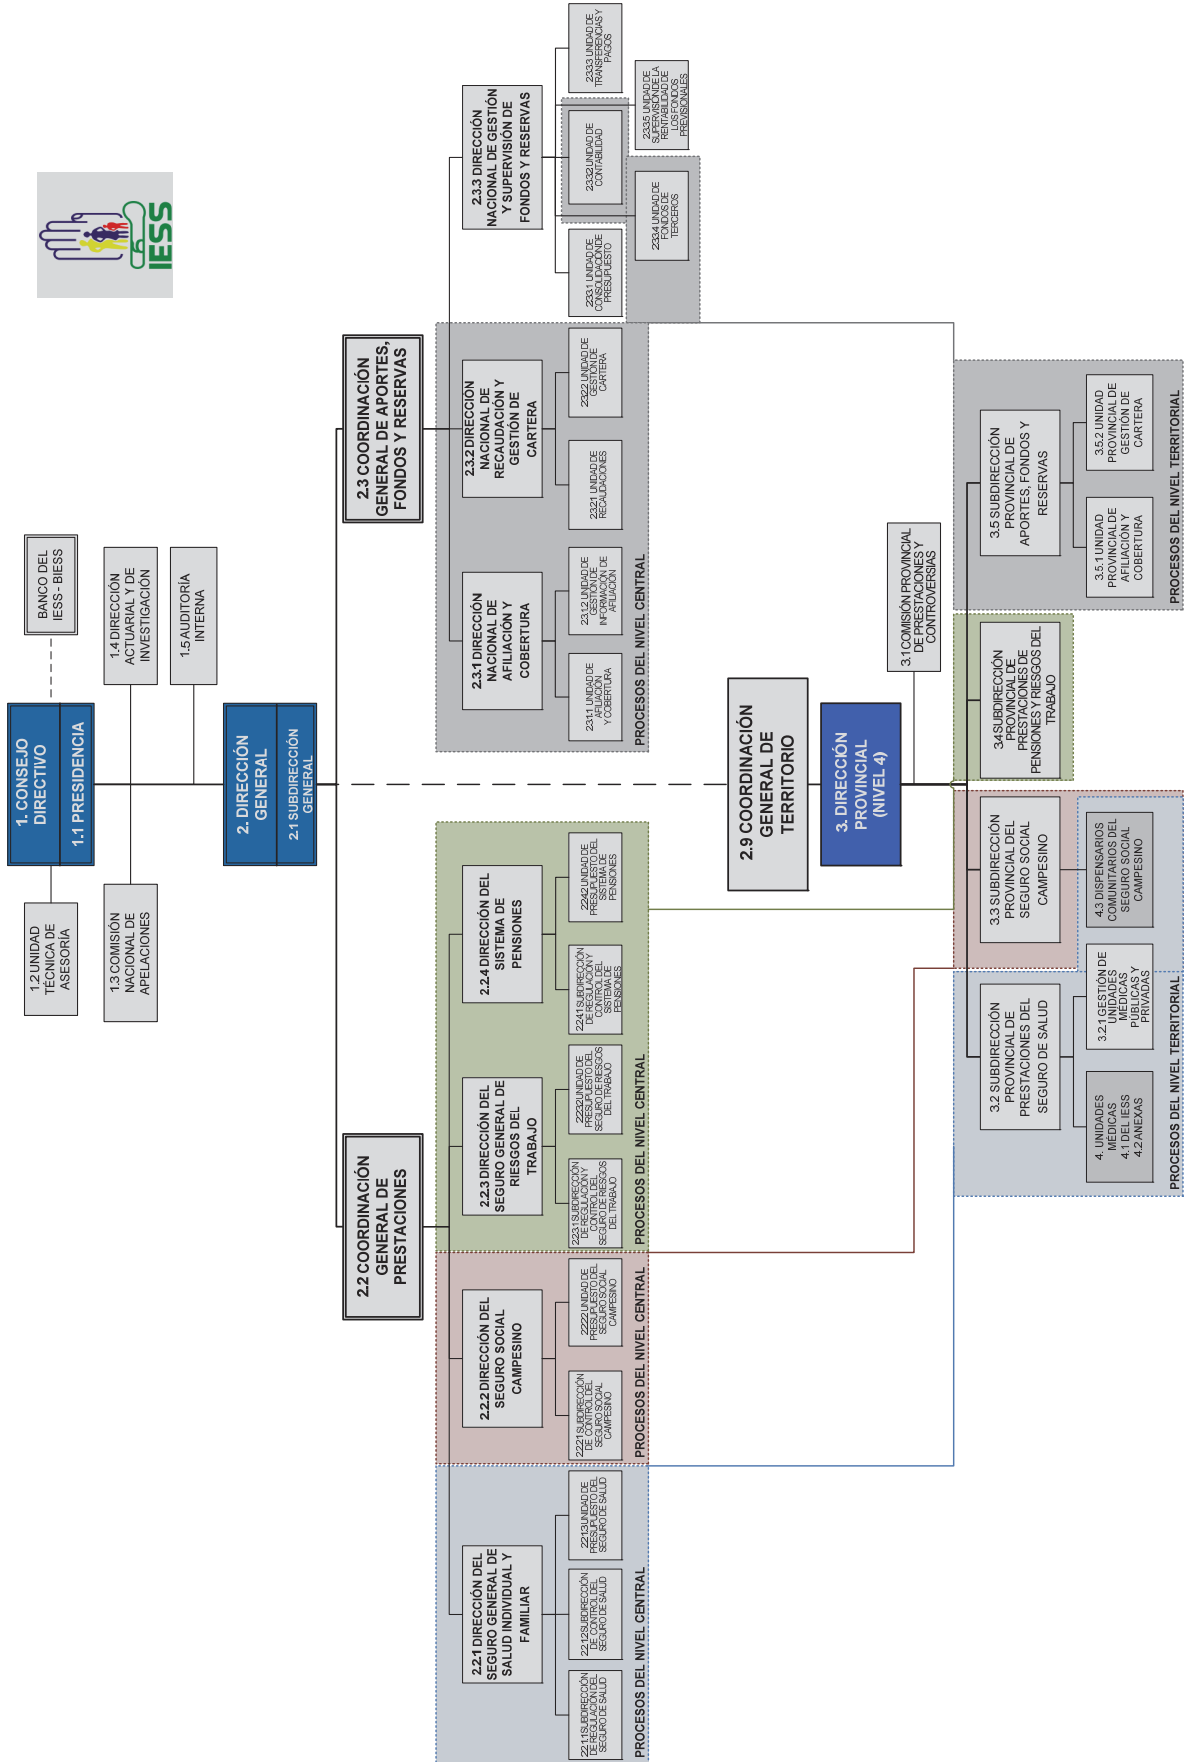 IESS
1. CONSEJO
DIRECTIVO
1.1 PRESIDENCIA
BANCO DEL
IESS - BIESS
1.2 UNIDAD
TÉCNICA DE
ASESORÍA
1.3 COMISIÓN
NACIONAL DE
APELACIONES
1.4 DIRECCIÓN
ACTUARIAL Y DE
INVESTIGACIÓN
1.5 AUDITORÍA
INTERNA
2. DIRECCIÓN
GENERAL
2.1 SUBDIRECCIÓN
GENERAL
2.2 COORDINACIÓN
GENERAL DE
PRESTACIONES
2.3 COORDINACIÓN
GENERAL DE APORTES,
FONDOS Y RESERVAS
2.2.1 DIRECCIÓN DEL
SEGURO GENERAL DE
SALUD INDIVIDUAL Y
FAMILIAR
2.2.1.1 SUBDIRECCIÓN
DE REGULACIÓN DEL
SEGURO DE SALUD
2.2.1.2 SUBDIRECCIÓN
DE CONTROL DEL
SEGURO DE SALUD
2.2.1.3 UNIDAD DE
PRESUPUESTO DEL
SEGURO DE SALUD
PROCESOS DEL NIVEL CENTRAL
2.2.2 DIRECCIÓN DEL
SEGURO SOCIAL
CAMPESINO
2.2.2.1 SUBDIRECCIÓN
DE CONTROL DEL
SEGURO SOCIAL
CAMPESINO
2.2.2.2 UNIDAD DE
PRESUPUESTO DEL
SEGURO SOCIAL
CAMPESINO
PROCESOS DEL NIVEL CENTRAL
2.2.3 DIRECCIÓN DEL
SEGURO GENERAL DE
RIESGOS DEL
TRABAJO
2.2.3.1 SUBDIRECCIÓN
DE REGULACIÓN Y
CONTROL DEL
SEGURO DE RIESGOS
DEL TRABAJO
2.2.3.2 UNIDAD DE
PRESUPUESTO DEL
SEGURO DE RIESGOS
DEL TRABAJO
2.2.4 DIRECCIÓN DEL
SISTEMA DE
PENSIONES
2.2.4.1 SUBDIRECCIÓN
DE REGULACIÓN Y
CONTROL DEL
SISTEMA DE
PENSIONES
2.2.4.2 UNIDAD DE
PRESUPUESTO DEL
SISTEMA DE
PENSIONES
PROCESOS DEL NIVEL CENTRAL
2.3.1 DIRECCIÓN
NACIONAL DE
AFILIACIÓN Y
COBERTURA
2.3.1.1 UNIDAD DE
AFILIACIÓN
Y COBERTURA
2.3.1.2 UNIDAD DE
GESTIÓN DE
INFORMACIÓN DE
AFILIACIÓN
2.3.2 DIRECCIÓN
NACIONAL DE
RECAUDACIÓN Y
GESTIÓN DE
CARTERA
2.3.2.1 UNIDAD DE
RECAUDACIONES
2.3.2.2 UNIDAD DE
GESTIÓN DE
CARTERA
PROCESOS DEL NIVEL CENTRAL
2.3.3 DIRECCIÓN
NACIONAL DE GESTIÓN
Y SUPERVISIÓN DE
FONDOS Y RESERVAS
2.3.3.1 UNIDAD DE
CONSOLIDACIÓN DE
PRESUPUESTO
2.3.3.2 UNIDAD DE
CONTABILIDAD
2.3.3.3 UNIDAD DE
TRANSFERENCIAS Y
PAGOS
2.3.3.4 UNIDAD DE
FONDOS DE
TERCEROS
2.3.3.5 UNIDAD DE
SUPERVISIÓN DE LA
RENTABILIDAD DE
LOS FONDOS
PREVISIONALES
2.9 COORDINACIÓN
GENERAL DE
TERRITORIO
3. DIRECCIÓN
PROVINCIAL
(NIVEL 4)
3.1 COMISIÓN PROVINCIAL
DE PRESTACIONES Y
CONTROVERSIAS
3.2 SUBDIRECCIÓN
PROVINCIAL DE
PRESTACIONES DEL
SEGURO DE SALUD
4. UNIDADES
MÉDICAS
4.1 DEL IESS
4.2 ANEXAS
3.2.1 GESTIÓN DE
UNIDADES
MÉDICAS
PÚBLICAS Y
PRIVADAS
PROCESOS DEL NIVEL TERRITORIAL
3.3 SUBDIRECCIÓN
PROVINCIAL DEL
SEGURO SOCIAL
CAMPESINO
4.3 DISPENSARIOS
COMUNITARIOS DEL
SEGURO SOCIAL
CAMPESINO
3.4 SUBDIRECCIÓN
PROVINCIAL DE
PRESTACIONES DE
PENSIONES Y RIESGOS DEL
TRABAJO
3.5 SUBDIRECCIÓN
PROVINCIAL DE
APORTES, FONDOS Y
RESERVAS
3.5.1 UNIDAD
PROVINCIAL DE
AFILIACIÓN Y
COBERTURA
3.5.2 UNIDAD
PROVINCIAL DE
GESTIÓN DE
CARTERA
PROCESOS DEL NIVEL TERRITORIAL